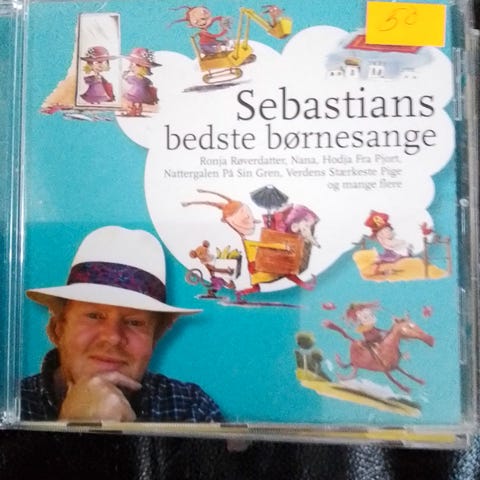 50
Sebastians
bedste børnesange
Ronja Røverdatter, Nana, Hodja Fra Pjort,
Nattergalen På Sin Gren, Verdens Stærkeste Pige
og mange flere